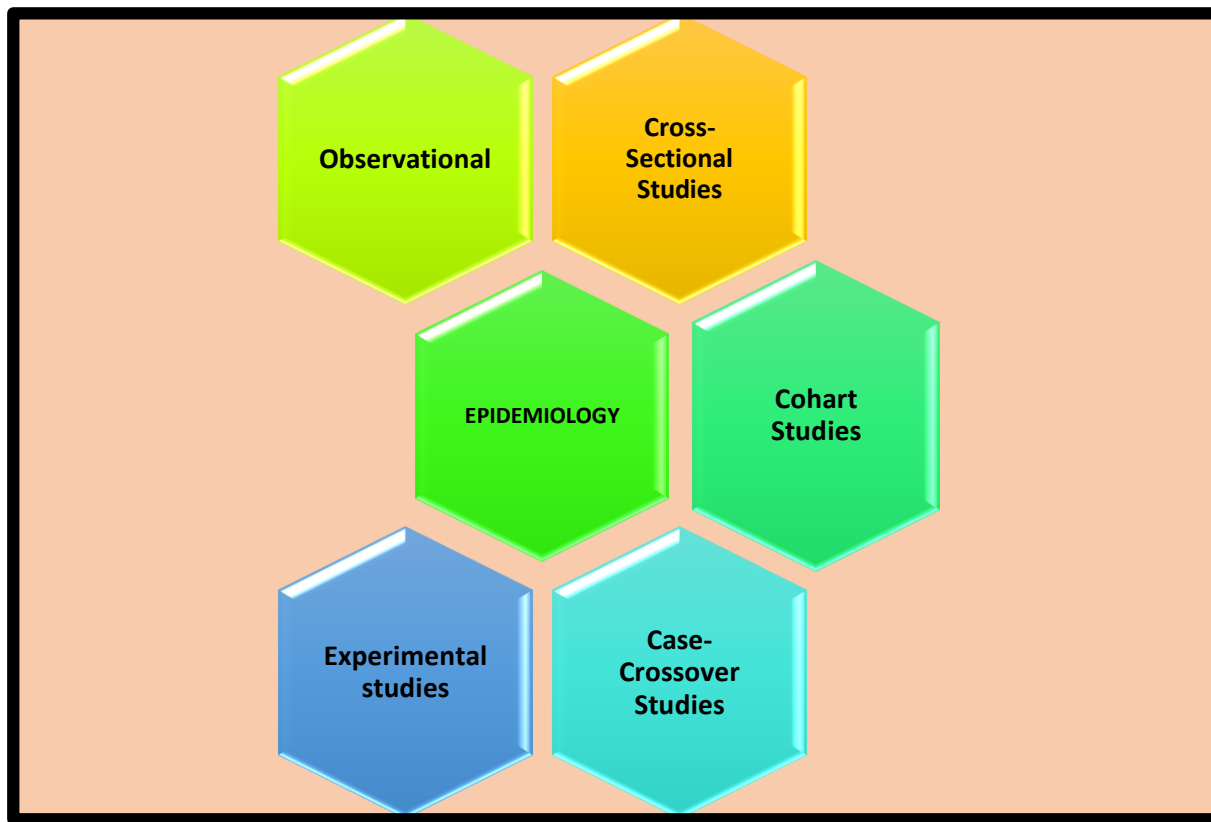 Observational
Cross-
Sectional
Studies
EPIDEMIOLOGY
Cohart
Studies
Experimental
studies
Case-
Crossover
Studies